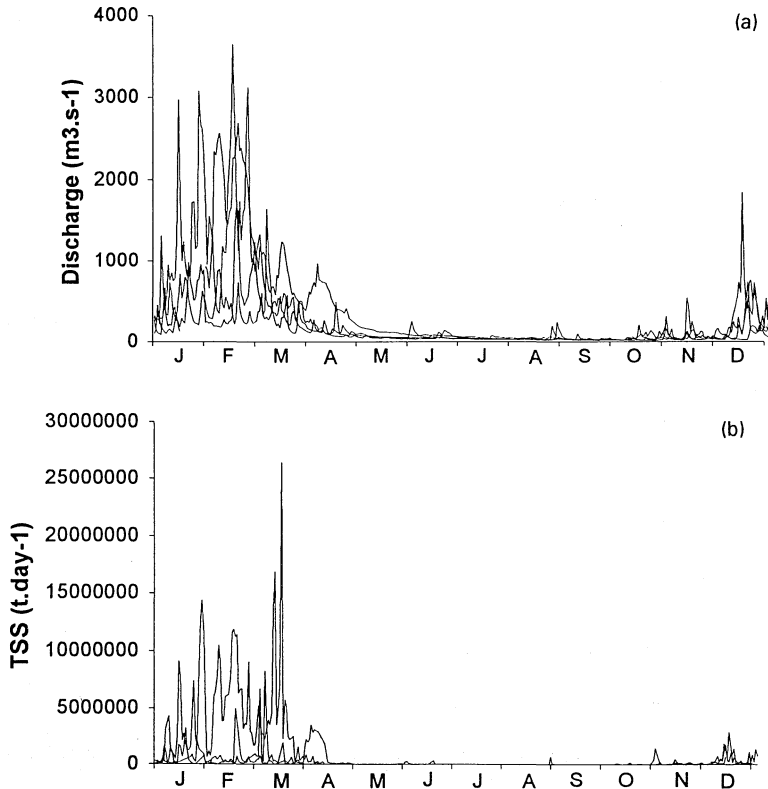 (a)
Discharge (m3.s-1)
4000
3000
2000
1000
0
J F M A M J J A S O N D
(b)
TSS (t.day-1)
30000000
25000000
20000000
15000000
10000000
5000000
0
J F M A M J J A S O N D